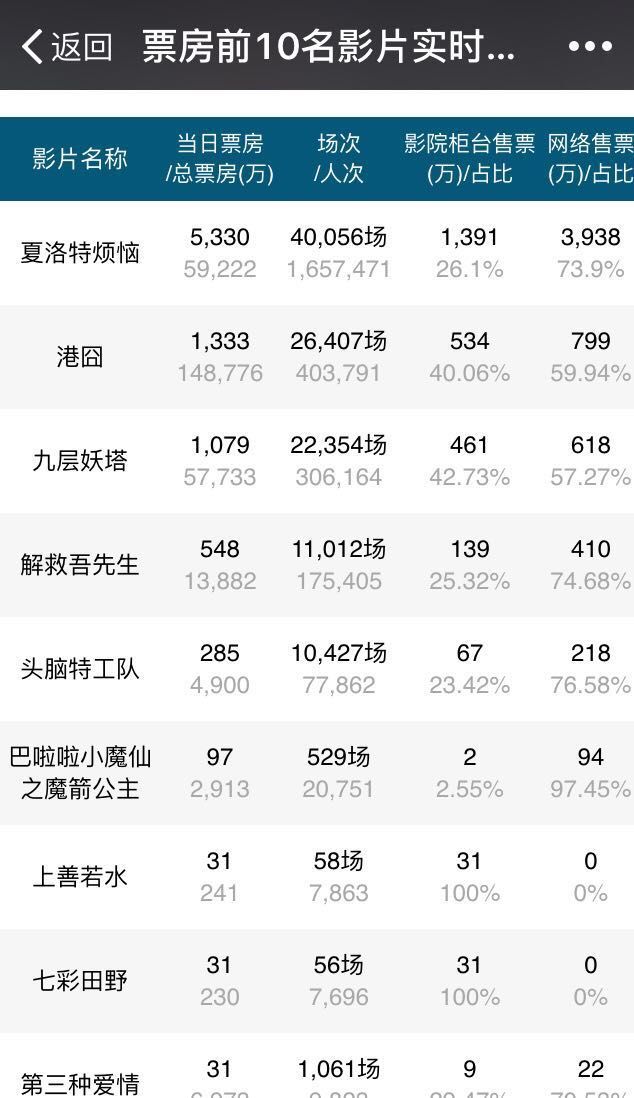 返回 票房前10名影片实时...
影片名称 当日票房 场次 影院柜台售票 网络售票
/总票房(万) /人次 (万)/占比 (万)/占比
夏洛特烦恼 5,330 40,056场 1,391 3,938
59,222 1,657,471 26.1% 73.9%
港囧 1,333 26,407场 534 799
148,776 403,791 40.06% 59.94%
九层妖塔 1,079 22,354场 461 618
57,733 306,164 42.73% 57.27%
解救吾先生 548 11,012场 139 410
13,882 175,405 25.32% 74.68%
头脑特工队 285 10,427场 67 218
4,900 77,862 23.42% 76.58%
巴啦啦小魔仙 97 529场 2 94
之魔箭公主 2,913 20,751 2.55% 97.45%
上善若水 31 58场 31 0
241 7,863 100% 0%
七彩田野 31 56场 31 0
230 7,696 100% 0%
第三种爱情 31 1,061场 9 22